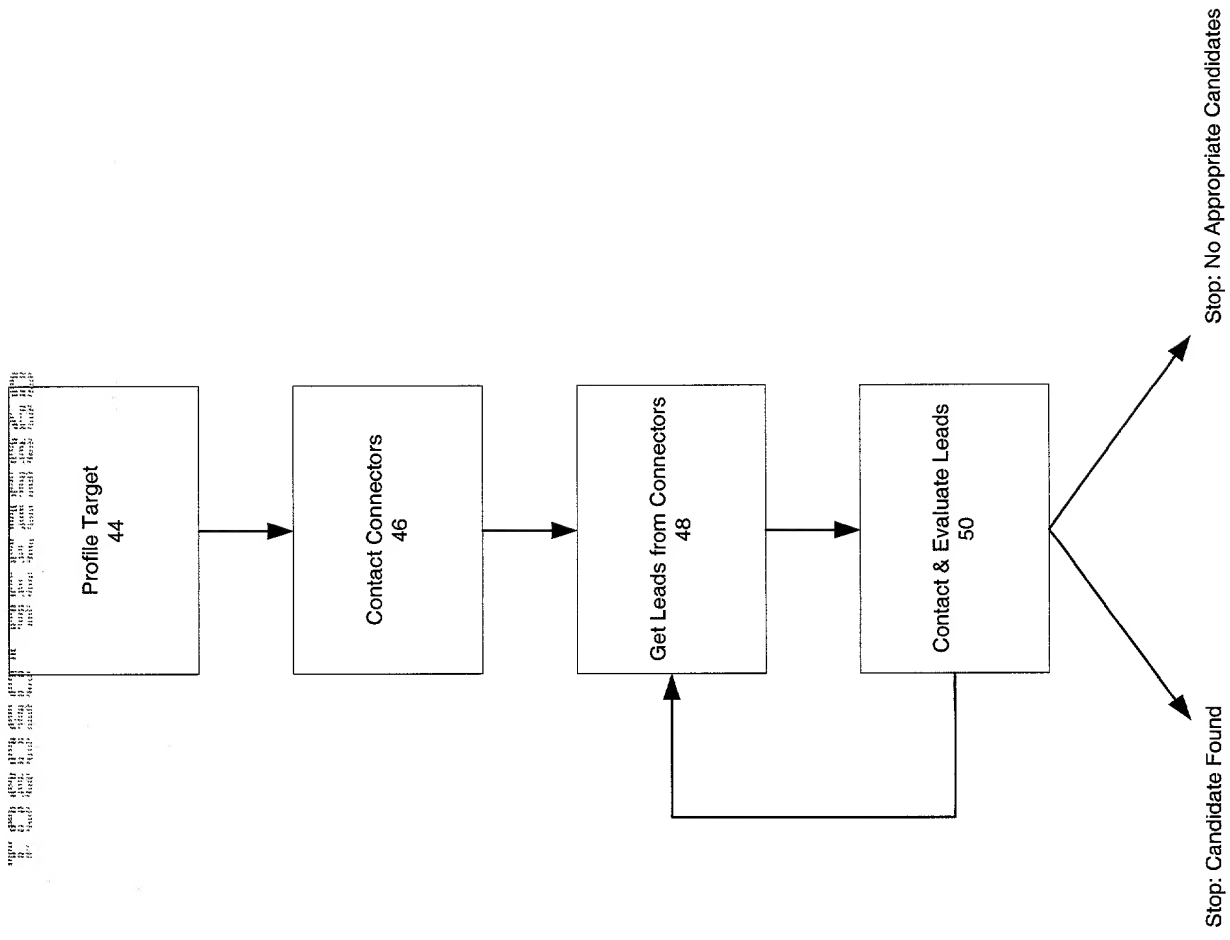 Profile Target
44
Contact Connectors
46
Get Leads from Connectors
48
Contact & Evaluate Leads
50
Stop: Candidate Found
Stop: No Appropriate Candidates